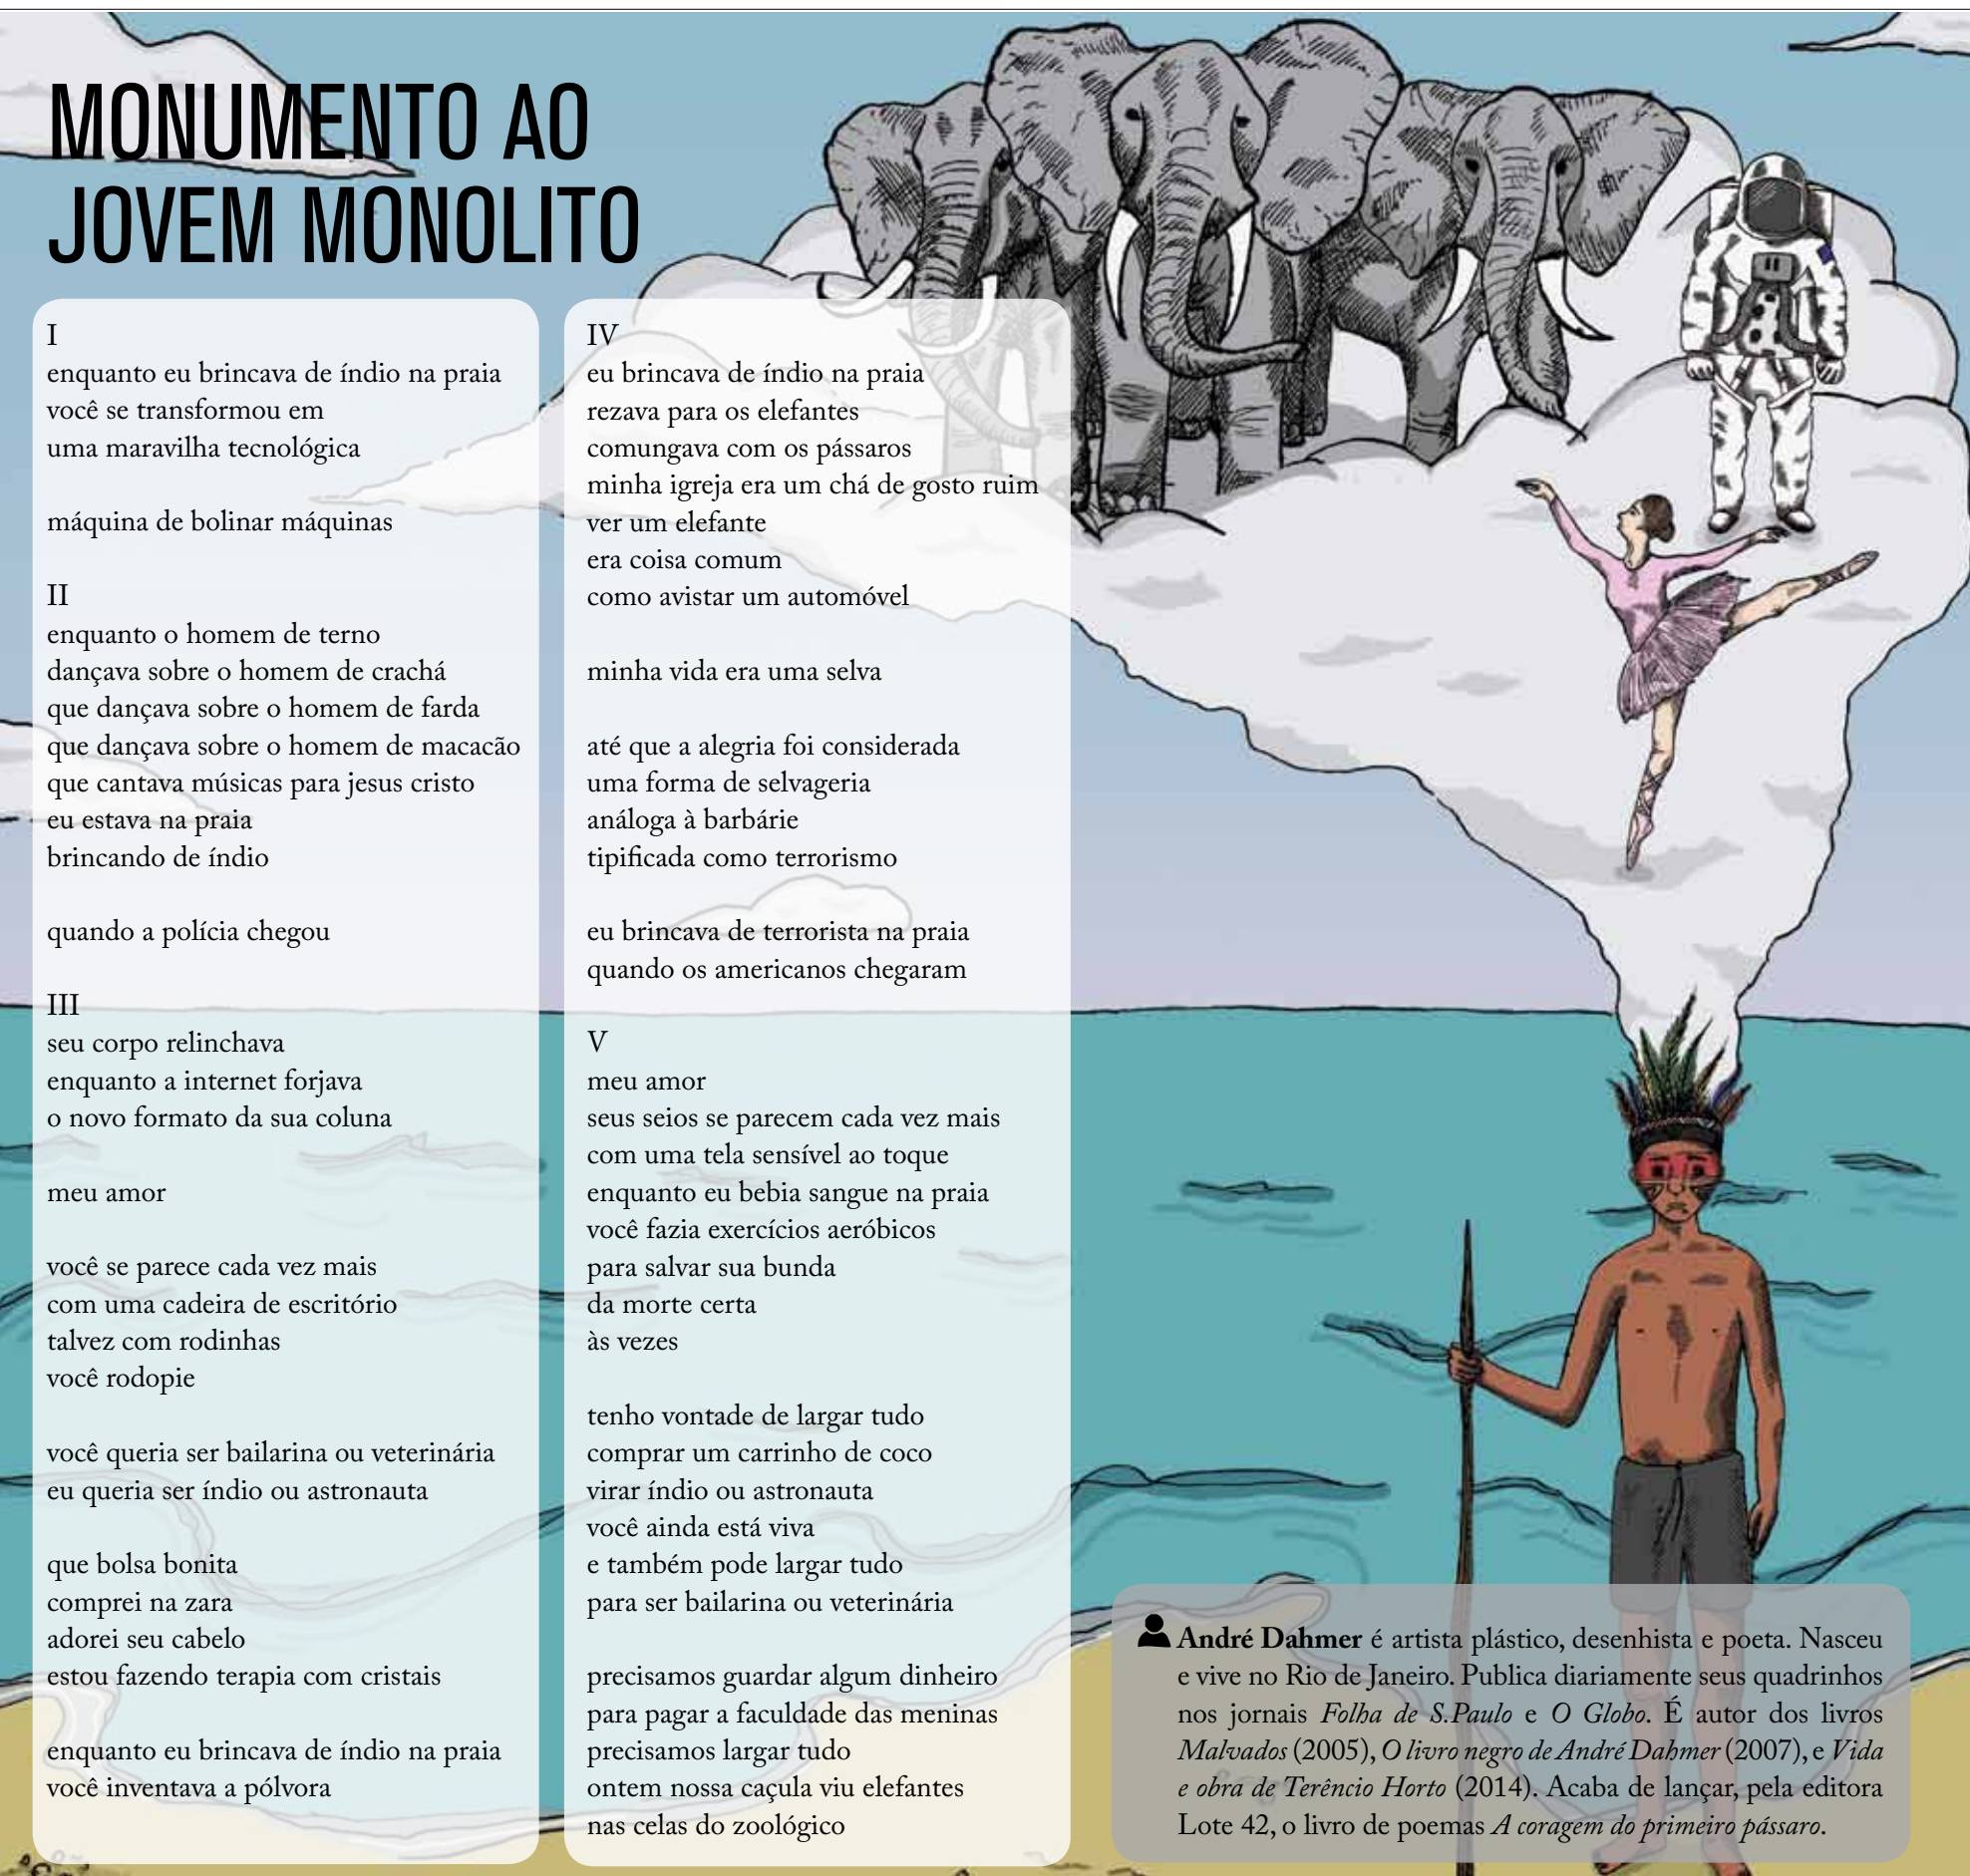 MONUMENTO AO
JOVEM MONOLITO
I
enquanto eu brincava de índio na praia
você se transformou em
uma maravilha tecnológica
máquina de bolinar máquinas
II
enquanto o homem de terno
dançava sobre o homem de crachá
que dançava sobre o homem de farda
que dançava sobre o homem de macacão
que cantava músicas para jesus cristo
eu estava na praia
brincando de índio
quando a polícia chegou
III
seu corpo relinchava
enquanto a internet forjava
o novo formato da sua coluna
meu amor
você se parece cada vez mais
com uma cadeira de escritório
talvez com rodinhas
você rodopie
você queria ser bailarina ou veterinária
eu queria ser índio ou astronauta
que bolsa bonita
comprei na zara
adorei seu cabelo
estou fazendo terapia com cristais
enquanto eu brincava de índio na praia
você inventava a pólvora
IV
eu brincava de índio na praia
rezava para os elefantes
comungava com os pássaros
minha igreja era um chá de gosto ruim
ver um elefante
era coisa comum
como avistar um automóvel
minha vida era uma selva
até que a alegria foi considerada
uma forma de selvageria
análoga à barbárie
tipificada como terrorismo
eu brincava de terrorista na praia
quando os americanos chegaram
V
meu amor
seus seios se parecem cada vez mais
com uma tela sensível ao toque
enquanto eu bebia sangue na praia
você fazia exercícios aeróbicos
para salvar sua bunda
da morte certa
às vezes
tenho vontade de largar tudo
comprar um carrinho de coco
virar índio ou astronauta
você ainda está viva
e também pode largar tudo
para ser bailarina ou veterinária
precisamos guardar algum dinheiro
para pagar a faculdade das meninas
precisamos largar tudo
ontem nossa caçula viu elefantes
nas celas do zoológico
André Dahmer é artista plástico, desenhista e poeta. Nasceu
e vive no Rio de Janeiro. Publica diariamente seus quadrinhos
nos jornais Folha de S.Paulo e O Globo. É autor dos livros
Malvados (2005), O livro negro de André Dahmer (2007), e Vida
e obra de Terêncio Horto (2014). Acaba de lançar, pela editora
Lote 42, o livro de poemas A coragem do primeiro pássaro.